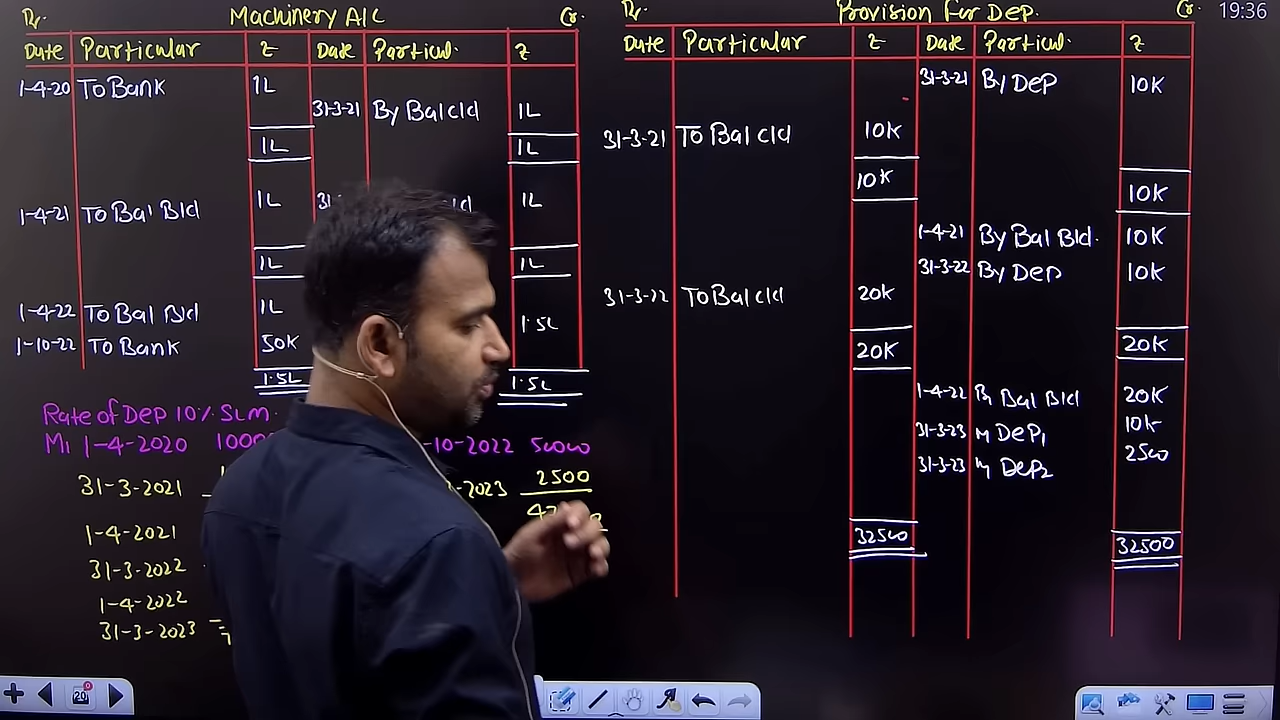 Dr. Machinery A/C Cr.
Date Particular ₹ Date Particul. ₹
1-4-20 To Bank 1L
31-3-21 By Bal c/d 1L
1L 1L
1-4-21 To Bal B/d 1L 1L
1L 1L
1-4-22 To Bal B/d 1L 1.5L
1-10-22 To Bank 50K
1.5L 1.5L
Rate of Dep 10% SLM
M1 1-4-2020
-10-2022 50000
31-3-2021
-2023 2500
1-4-2021
31-3-2022
1-4-2022
31-3-2023
Dr. Provision for Dep. Cr. 19:36
Date Particular ₹ Date Particul. ₹
31-3-21 By Dep 10K
31-3-21 To Bal c/d 10K
10K 10K
1-4-21 By Bal B/d. 10K
31-3-22 By Dep 10K
31-3-22 To Bal c/d 20K
20K 20K
1-4-22 By Bal B/d 20K
31-3-23 " Dep1 10K
31-3-23 " Dep2 2500
32500 32500
20